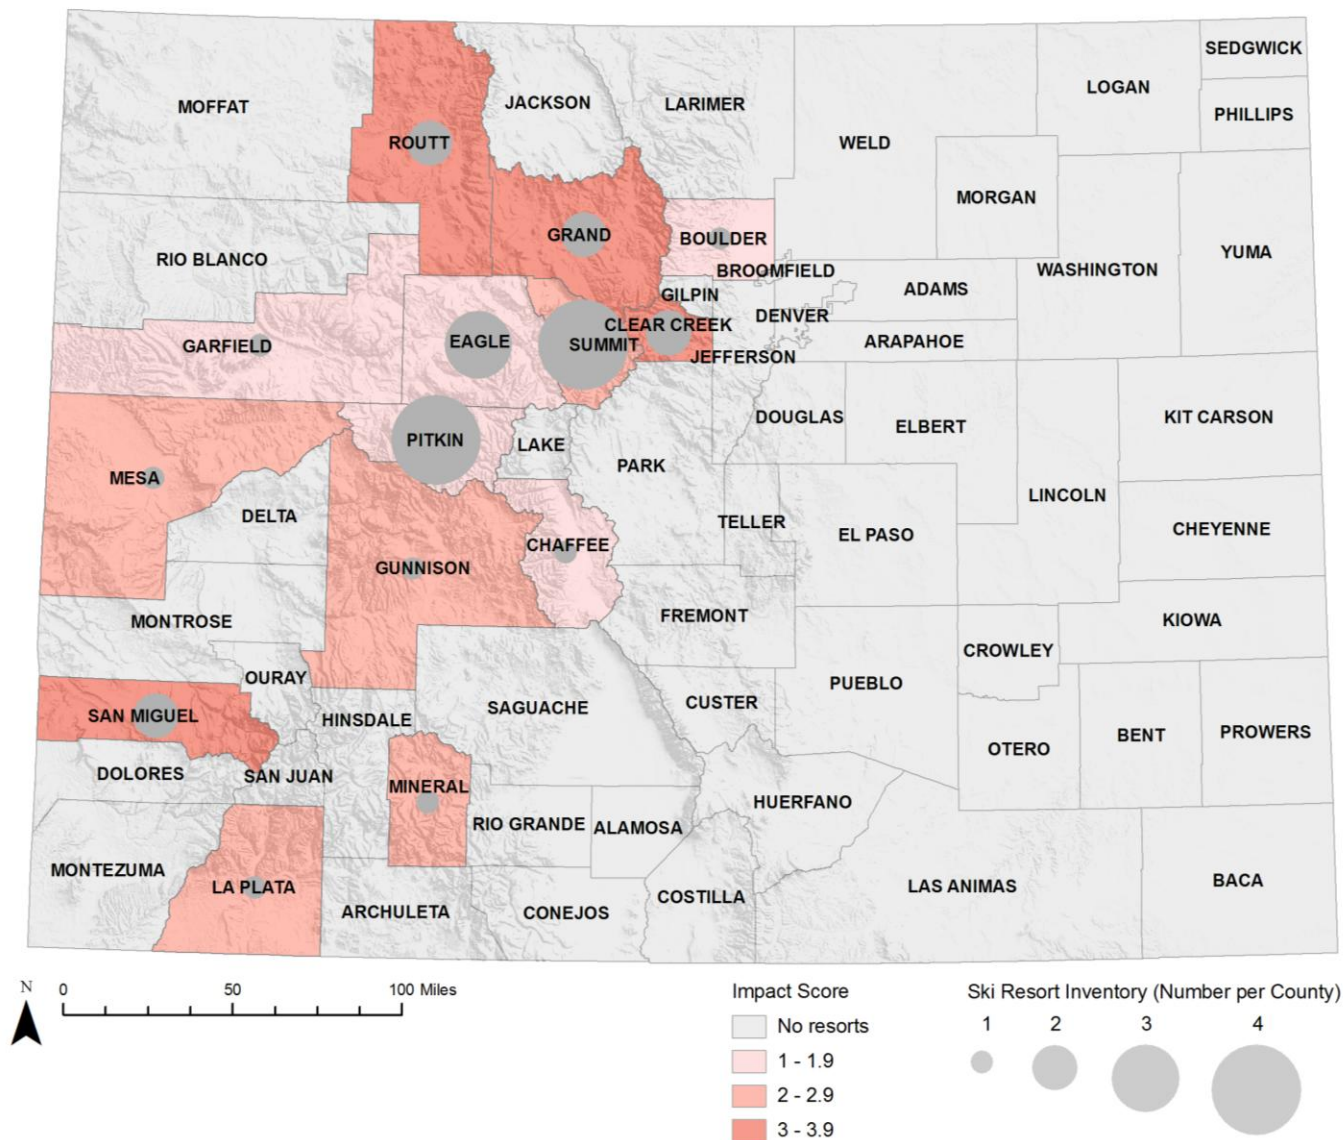 SEDGWICK
LOGAN
JACKSON
LARIMER
MOFFAT
PHILLIPS
ROUTT
WELD
MORGAN
GRAND
BOULDER
YUMA
RIO BLANCO
BROOMFIELD
WASHINGTON
GILPIN
ADAMS
DENVER
CLEAR CREEK
EAGLE
SUMMIT
ARAPAHOE
GARFIELD
JEFFERSON
DOUGLAS
KIT CARSON
ELBERT
PITKIN
LAKE
PARK
MESA
LINCOLN
DELTA
TELLER
CHEYENNE
EL PASO
CHAFFEE
GUNNISON
FREMONT
MONTROSE
KIOWA
CROWLEY
OURAY
PUEBLO
CUSTER
SAGUACHE
SAN MIGUEL
HINSDALE
PROWERS
BENT
OTERO
DOLORES
SAN JUAN
MINERAL
HUERFANO
RIO GRANDE
ALAMOSA
MONTEZUMA
LA PLATA
BACA
LAS ANIMAS
COSTILLA
ARCHULETA
CONEJOS
N
0 50 100 Miles
Impact Score
No resorts
1 - 1.9
2 - 2.9
3 - 3.9
Ski Resort Inventory (Number per County)
1 2 3 4